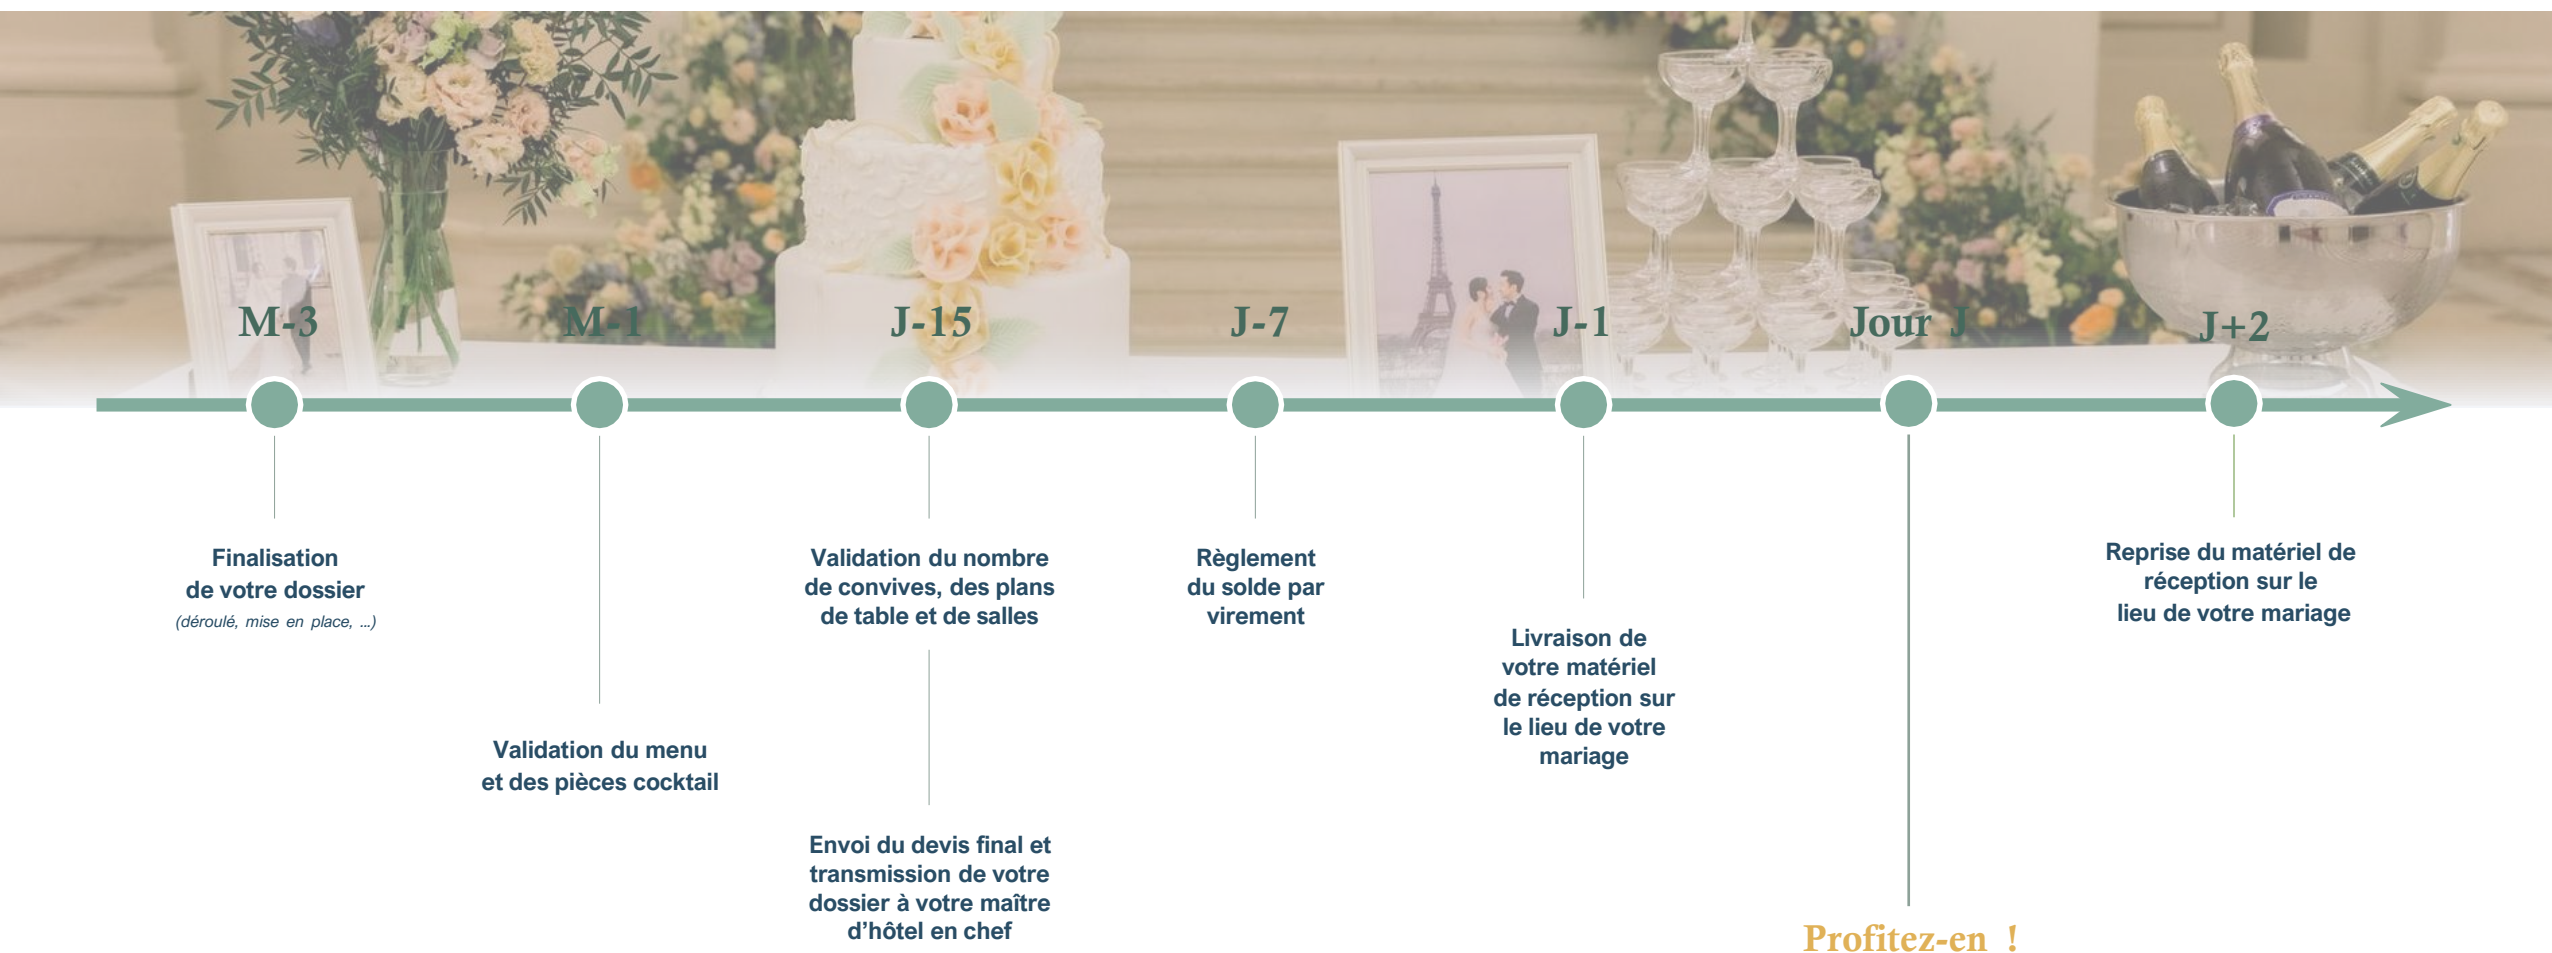 M-3
M-1
J-15
J-7
J-1
Jour J
J+2
Finalisation
de votre dossier
(déroulé, mise en place, ...)
Validation du menu
et des pièces cocktail
Validation du nombre
de convives, des plans
de table et de salles
Envoi du devis final et
transmission de votre
dossier à votre maître
d’hôtel en chef
Règlement
du solde par
virement
Livraison de
votre matériel
de réception sur
le lieu de votre
mariage
Profitez-en !
Reprise du matériel de
réception sur le
lieu de votre mariage